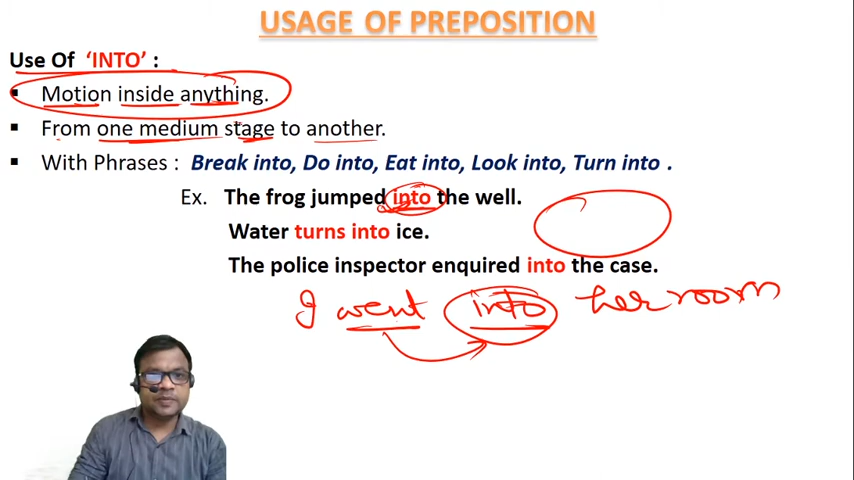 USAGE OF PREPOSITION
Use Of ‘INTO’ :
▪ Motion inside anything.
▪ From one medium stage to another.
▪ With Phrases : Break into, Do into, Eat into, Look into, Turn into .
Ex. The frog jumped into the well.
Water turns into ice.
The police inspector enquired into the case.
I went into her room